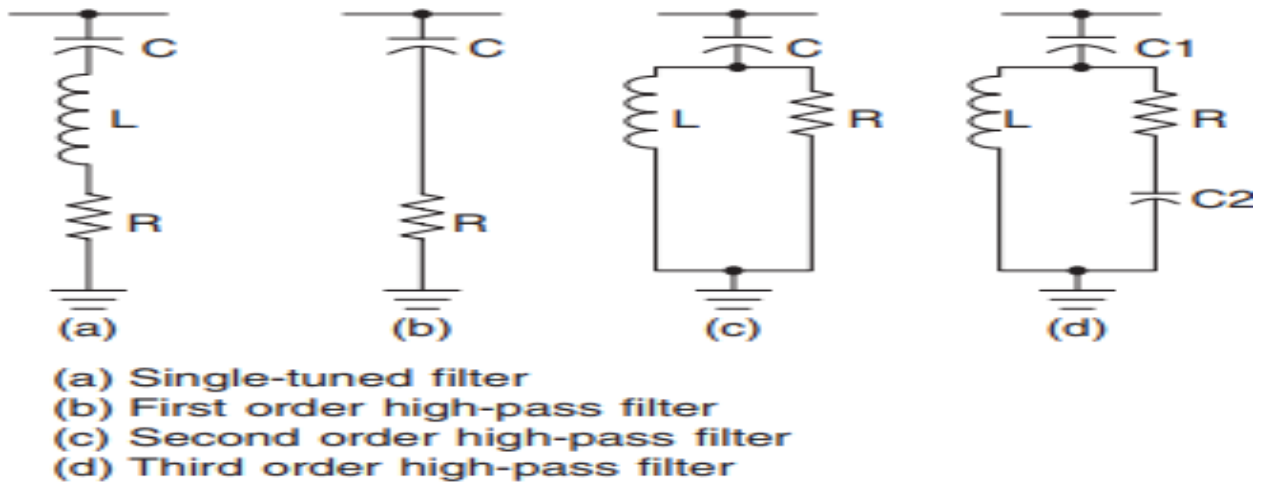 C
C
C
C1
L
L
R
L
R
R
R
C2
(a)
(b)
(c)
(d)
(a) Single-tuned filter
(b) First order high-pass filter
(c) Second order high-pass filter
(d) Third order high-pass filter